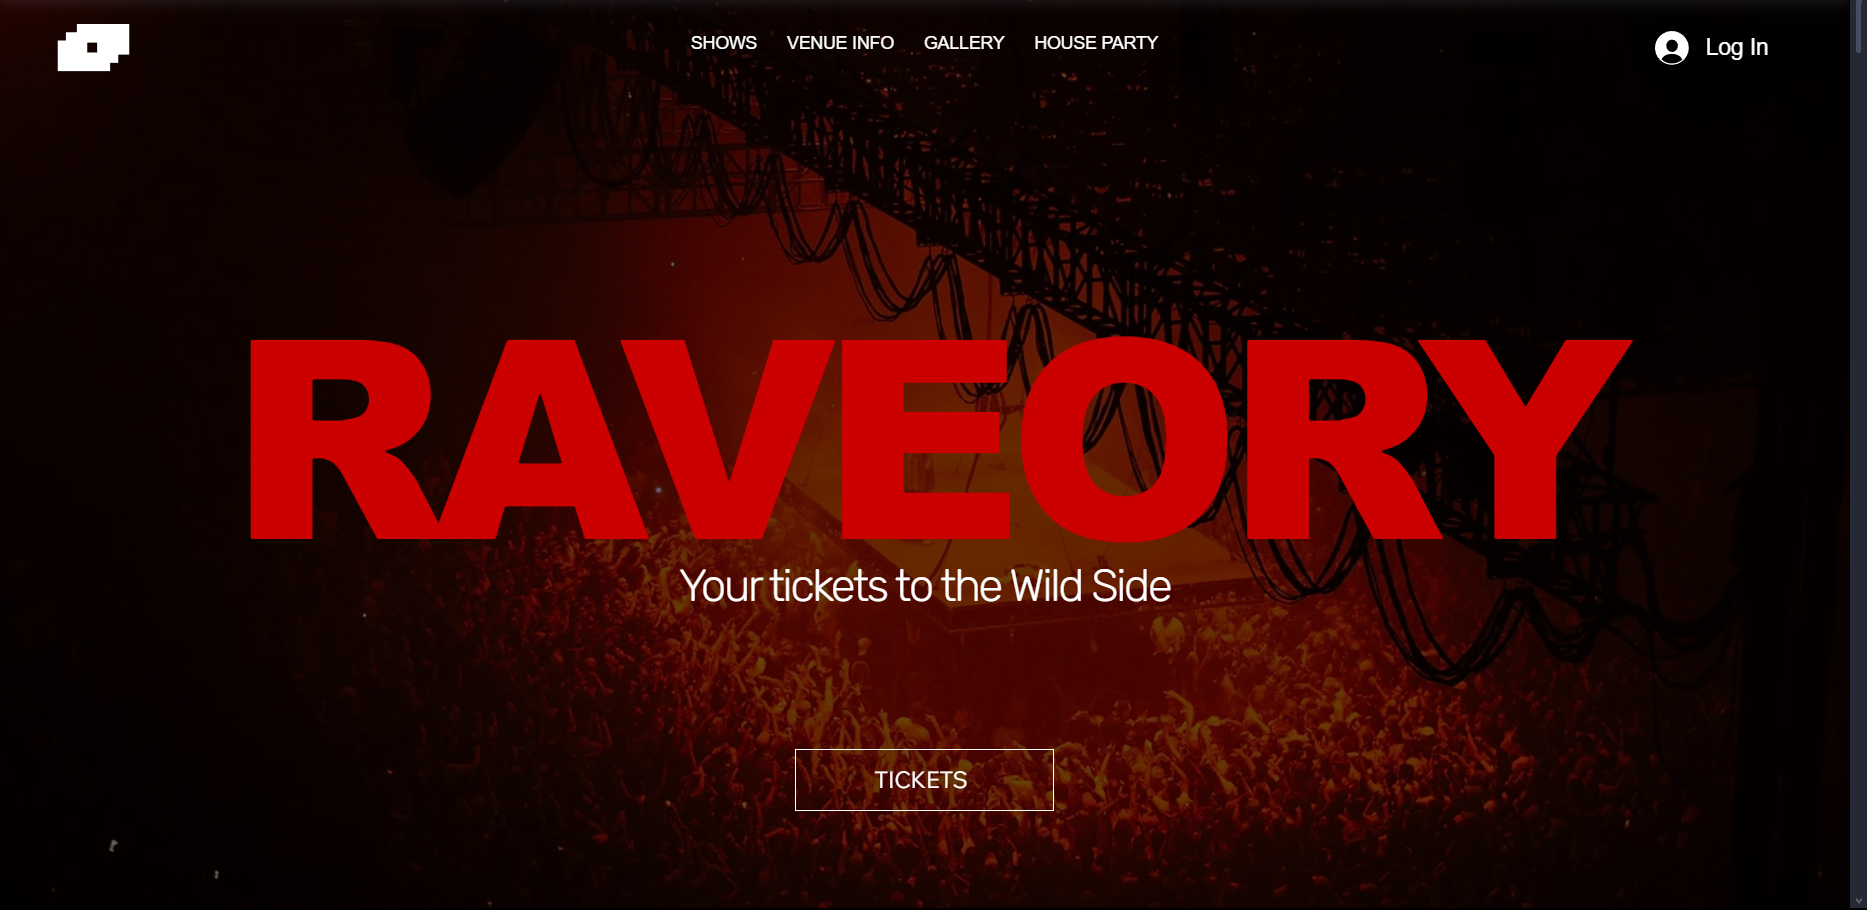 SHOWS VENUE INFO GALLERY HOUSE PARTY
Log In
RAVEORY
Your tickets to the Wild Side
TICKETS